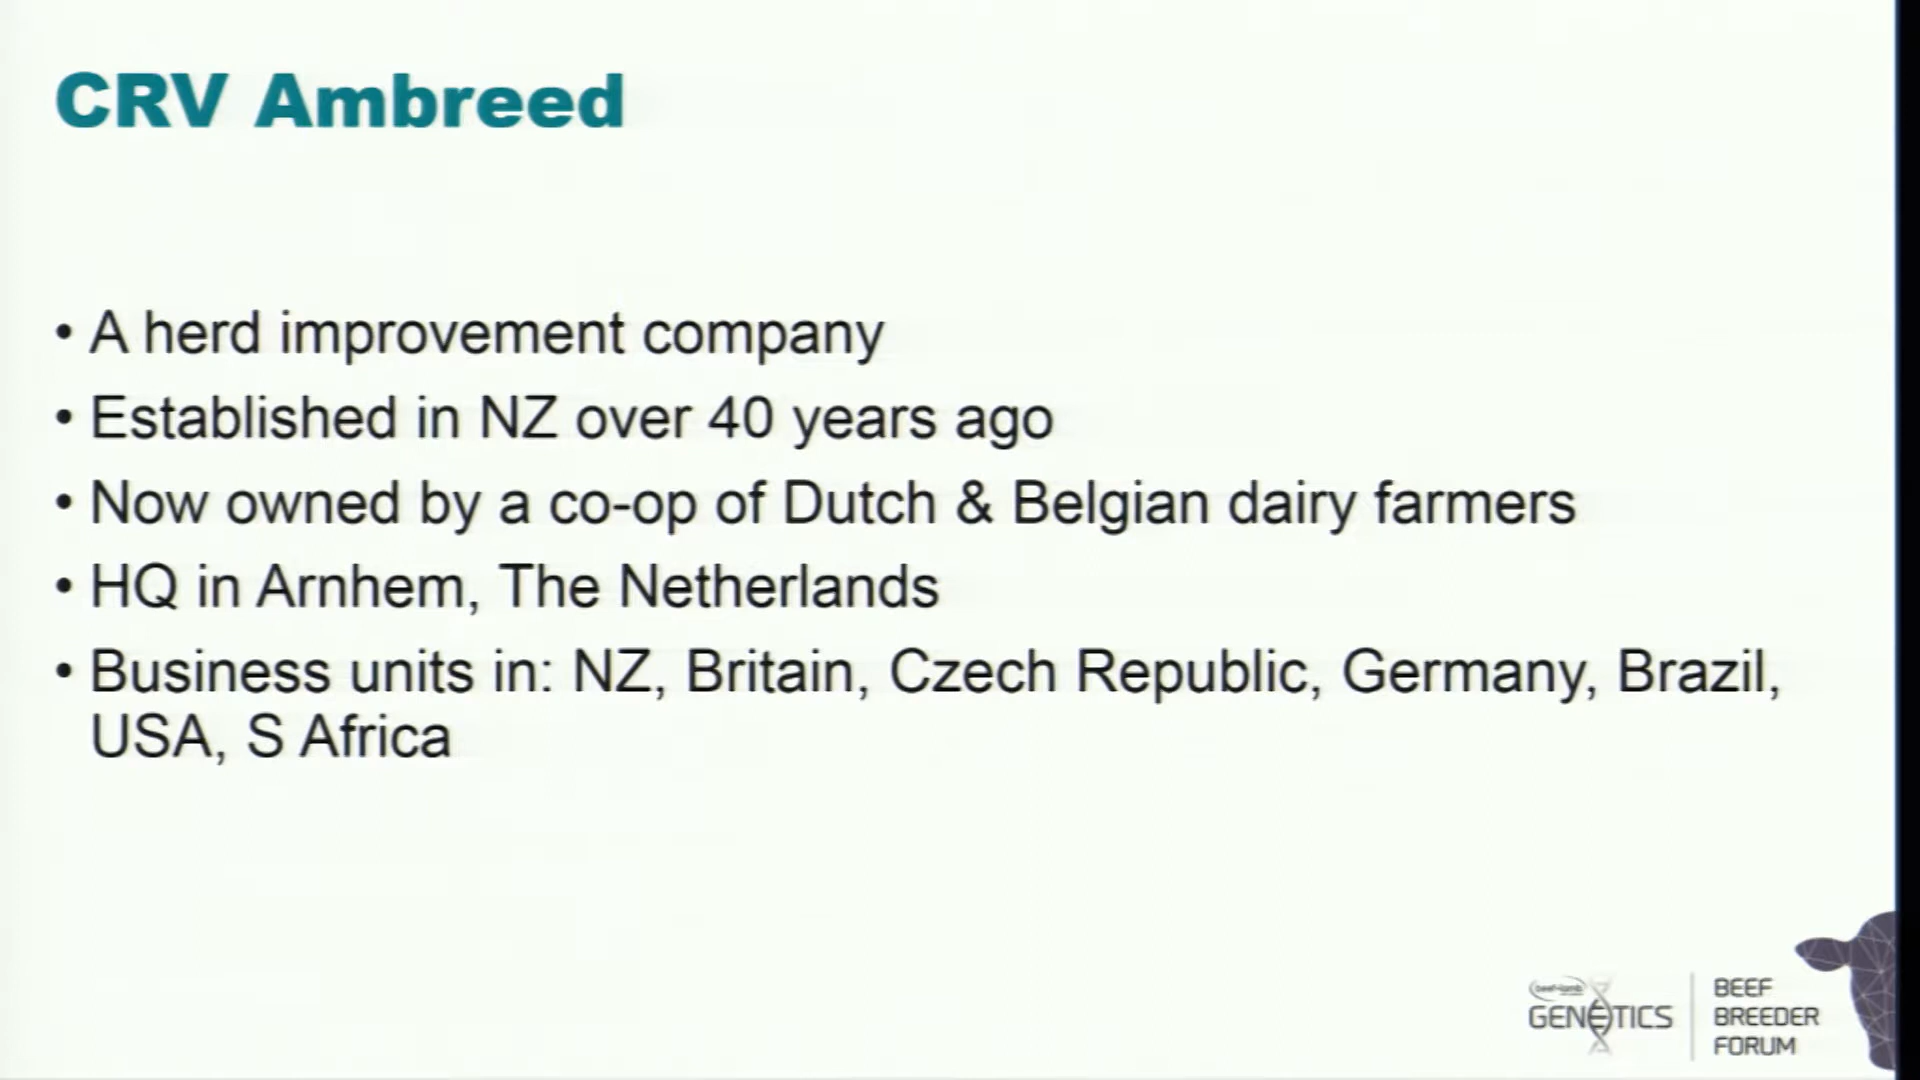 CRV Ambreed
• A herd improvement company
• Established in NZ over 40 years ago
• Now owned by a co-op of Dutch & Belgian dairy farmers
• HQ in Arnhem, The Netherlands
• Business units in: NZ, Britain, Czech Republic, Germany, Brazil,
USA, S Africa
beef+lamb
GENETICS
BEEF
BREEDER
FORUM